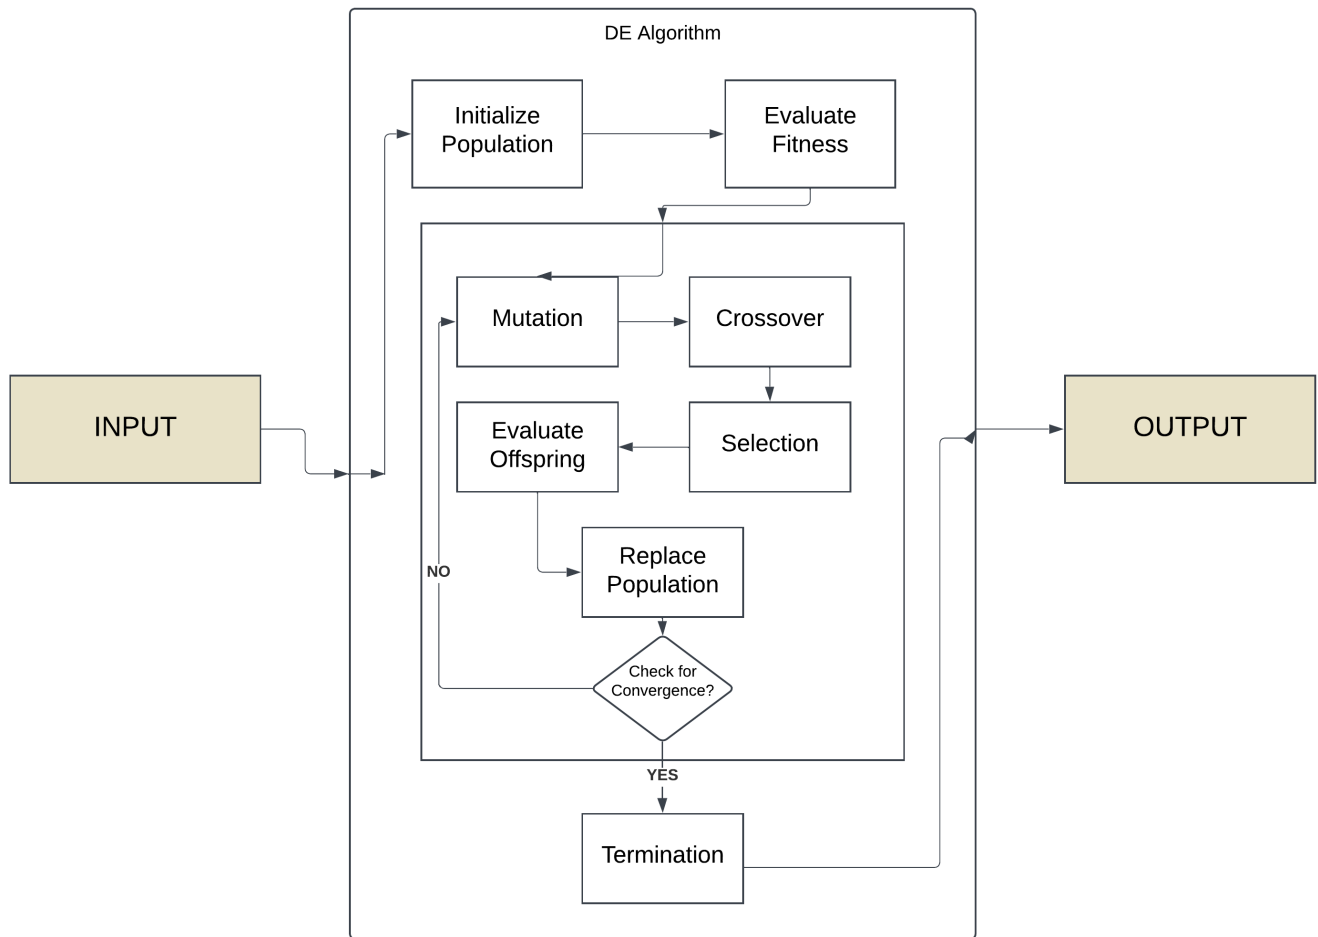 DE Algorithm
Initialize
Population
Evaluate
Fitness
Mutation
Crossover
INPUT
Evaluate
Offspring
Selection
OUTPUT
NO
Replace
Population
Check for
Convergence?
YES
Termination